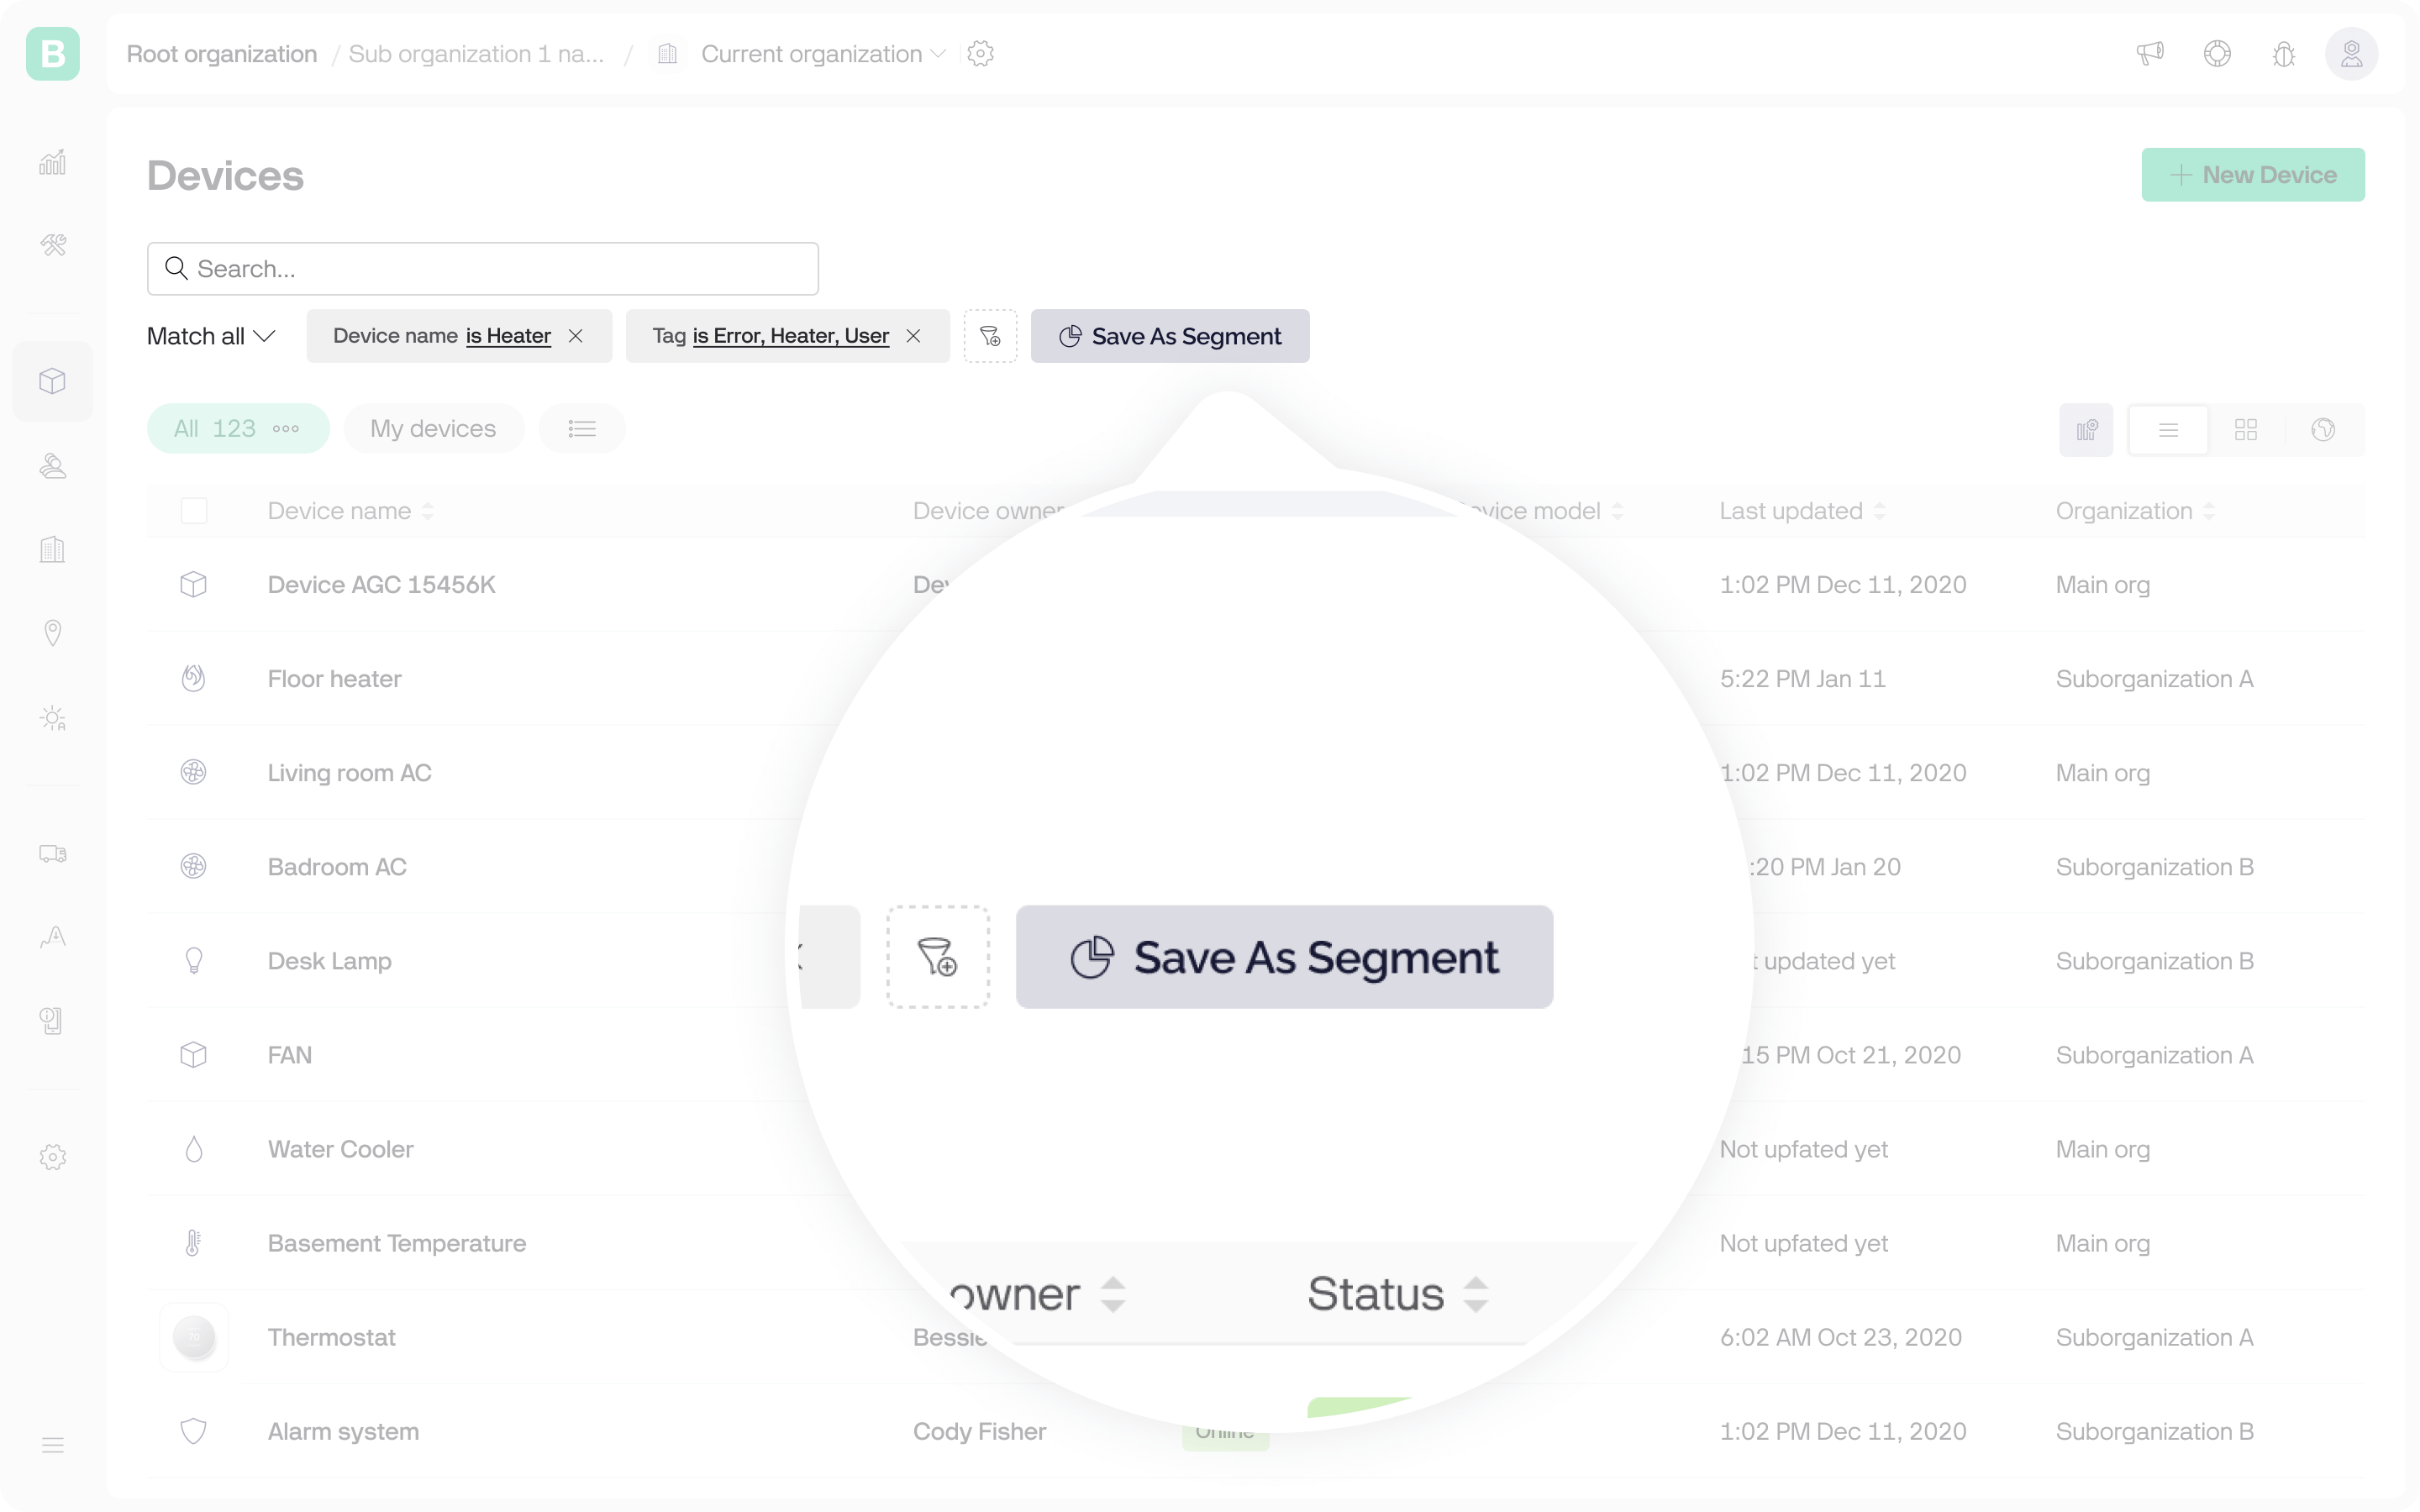 B
Root organization / Sub organization 1 na... / Current organization
Devices
+ New Device
Search...
Match all Device name is Heater Tag is Error, Heater, User Save As Segment
All 123 My devices
Device name Device owner model Last updated Organization
Device AGC 15456K 1:02 PM Dec 11, 2020 Main org
Floor heater 5:22 PM Jan 11 Suborganization A
Living room AC 1:02 PM Dec 11, 2020 Main org
Badroom AC :20 PM Jan 20 Suborganization B
Save As Segment
Desk Lamp updated yet Suborganization B
FAN 15 PM Oct 21, 2020 Suborganization A
Water Cooler Not upfated yet Main org
Basement Temperature Not upfated yet Main org
owner Status
Thermostat Bessie 6:02 AM Oct 23, 2020 Suborganization A
Alarm system Cody Fisher Online 1:02 PM Dec 11, 2020 Suborganization B